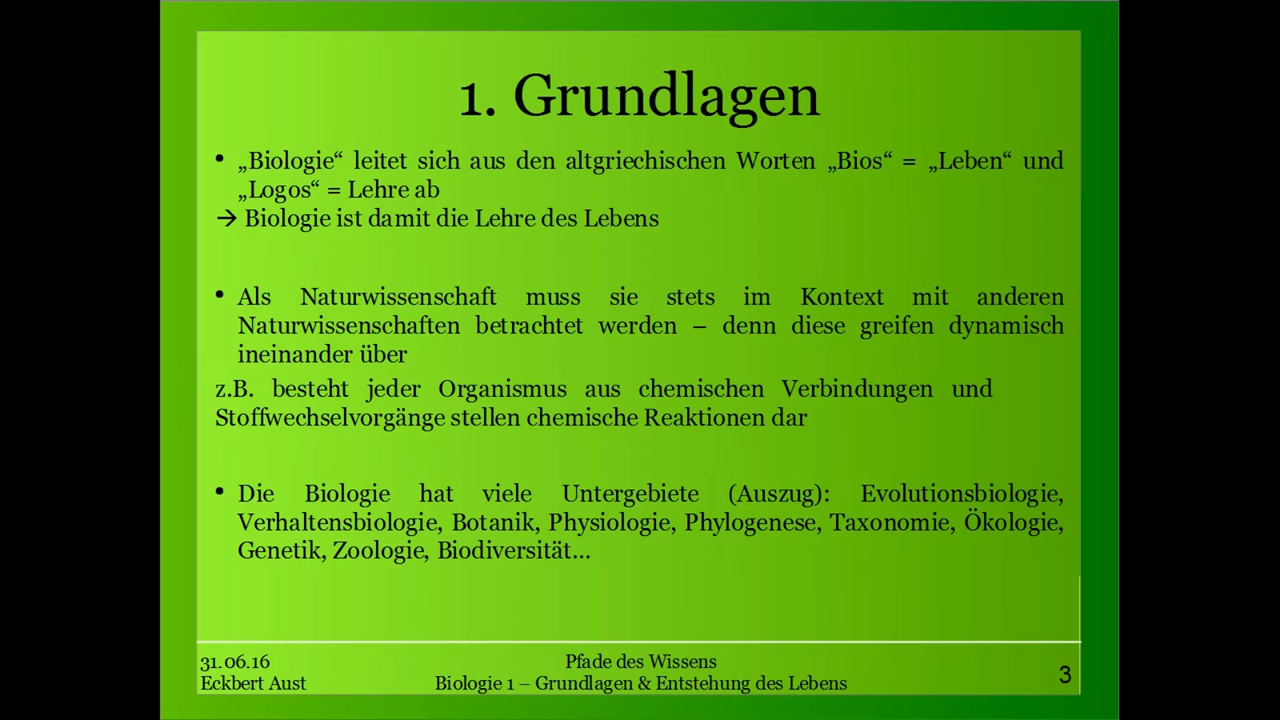 1. Grundlagen
• „Biologie“ leitet sich aus den altgriechischen Worten „Bios“ = „Leben“ und
„Logos“ = Lehre ab
→ Biologie ist damit die Lehre des Lebens
• Als Naturwissenschaft muss sie stets im Kontext mit anderen
Naturwissenschaften betrachtet werden – denn diese greifen dynamisch
ineinander über
z.B. besteht jeder Organismus aus chemischen Verbindungen und
Stoffwechselvorgänge stellen chemische Reaktionen dar
• Die Biologie hat viele Untergebiete (Auszug): Evolutionsbiologie,
Verhaltensbiologie, Botanik, Physiologie, Phylogenese, Taxonomie, Ökologie,
Genetik, Zoologie, Biodiversität...
31.06.16
Eckbert Aust
Pfade des Wissens
Biologie 1 – Grundlagen & Entstehung des Lebens
3